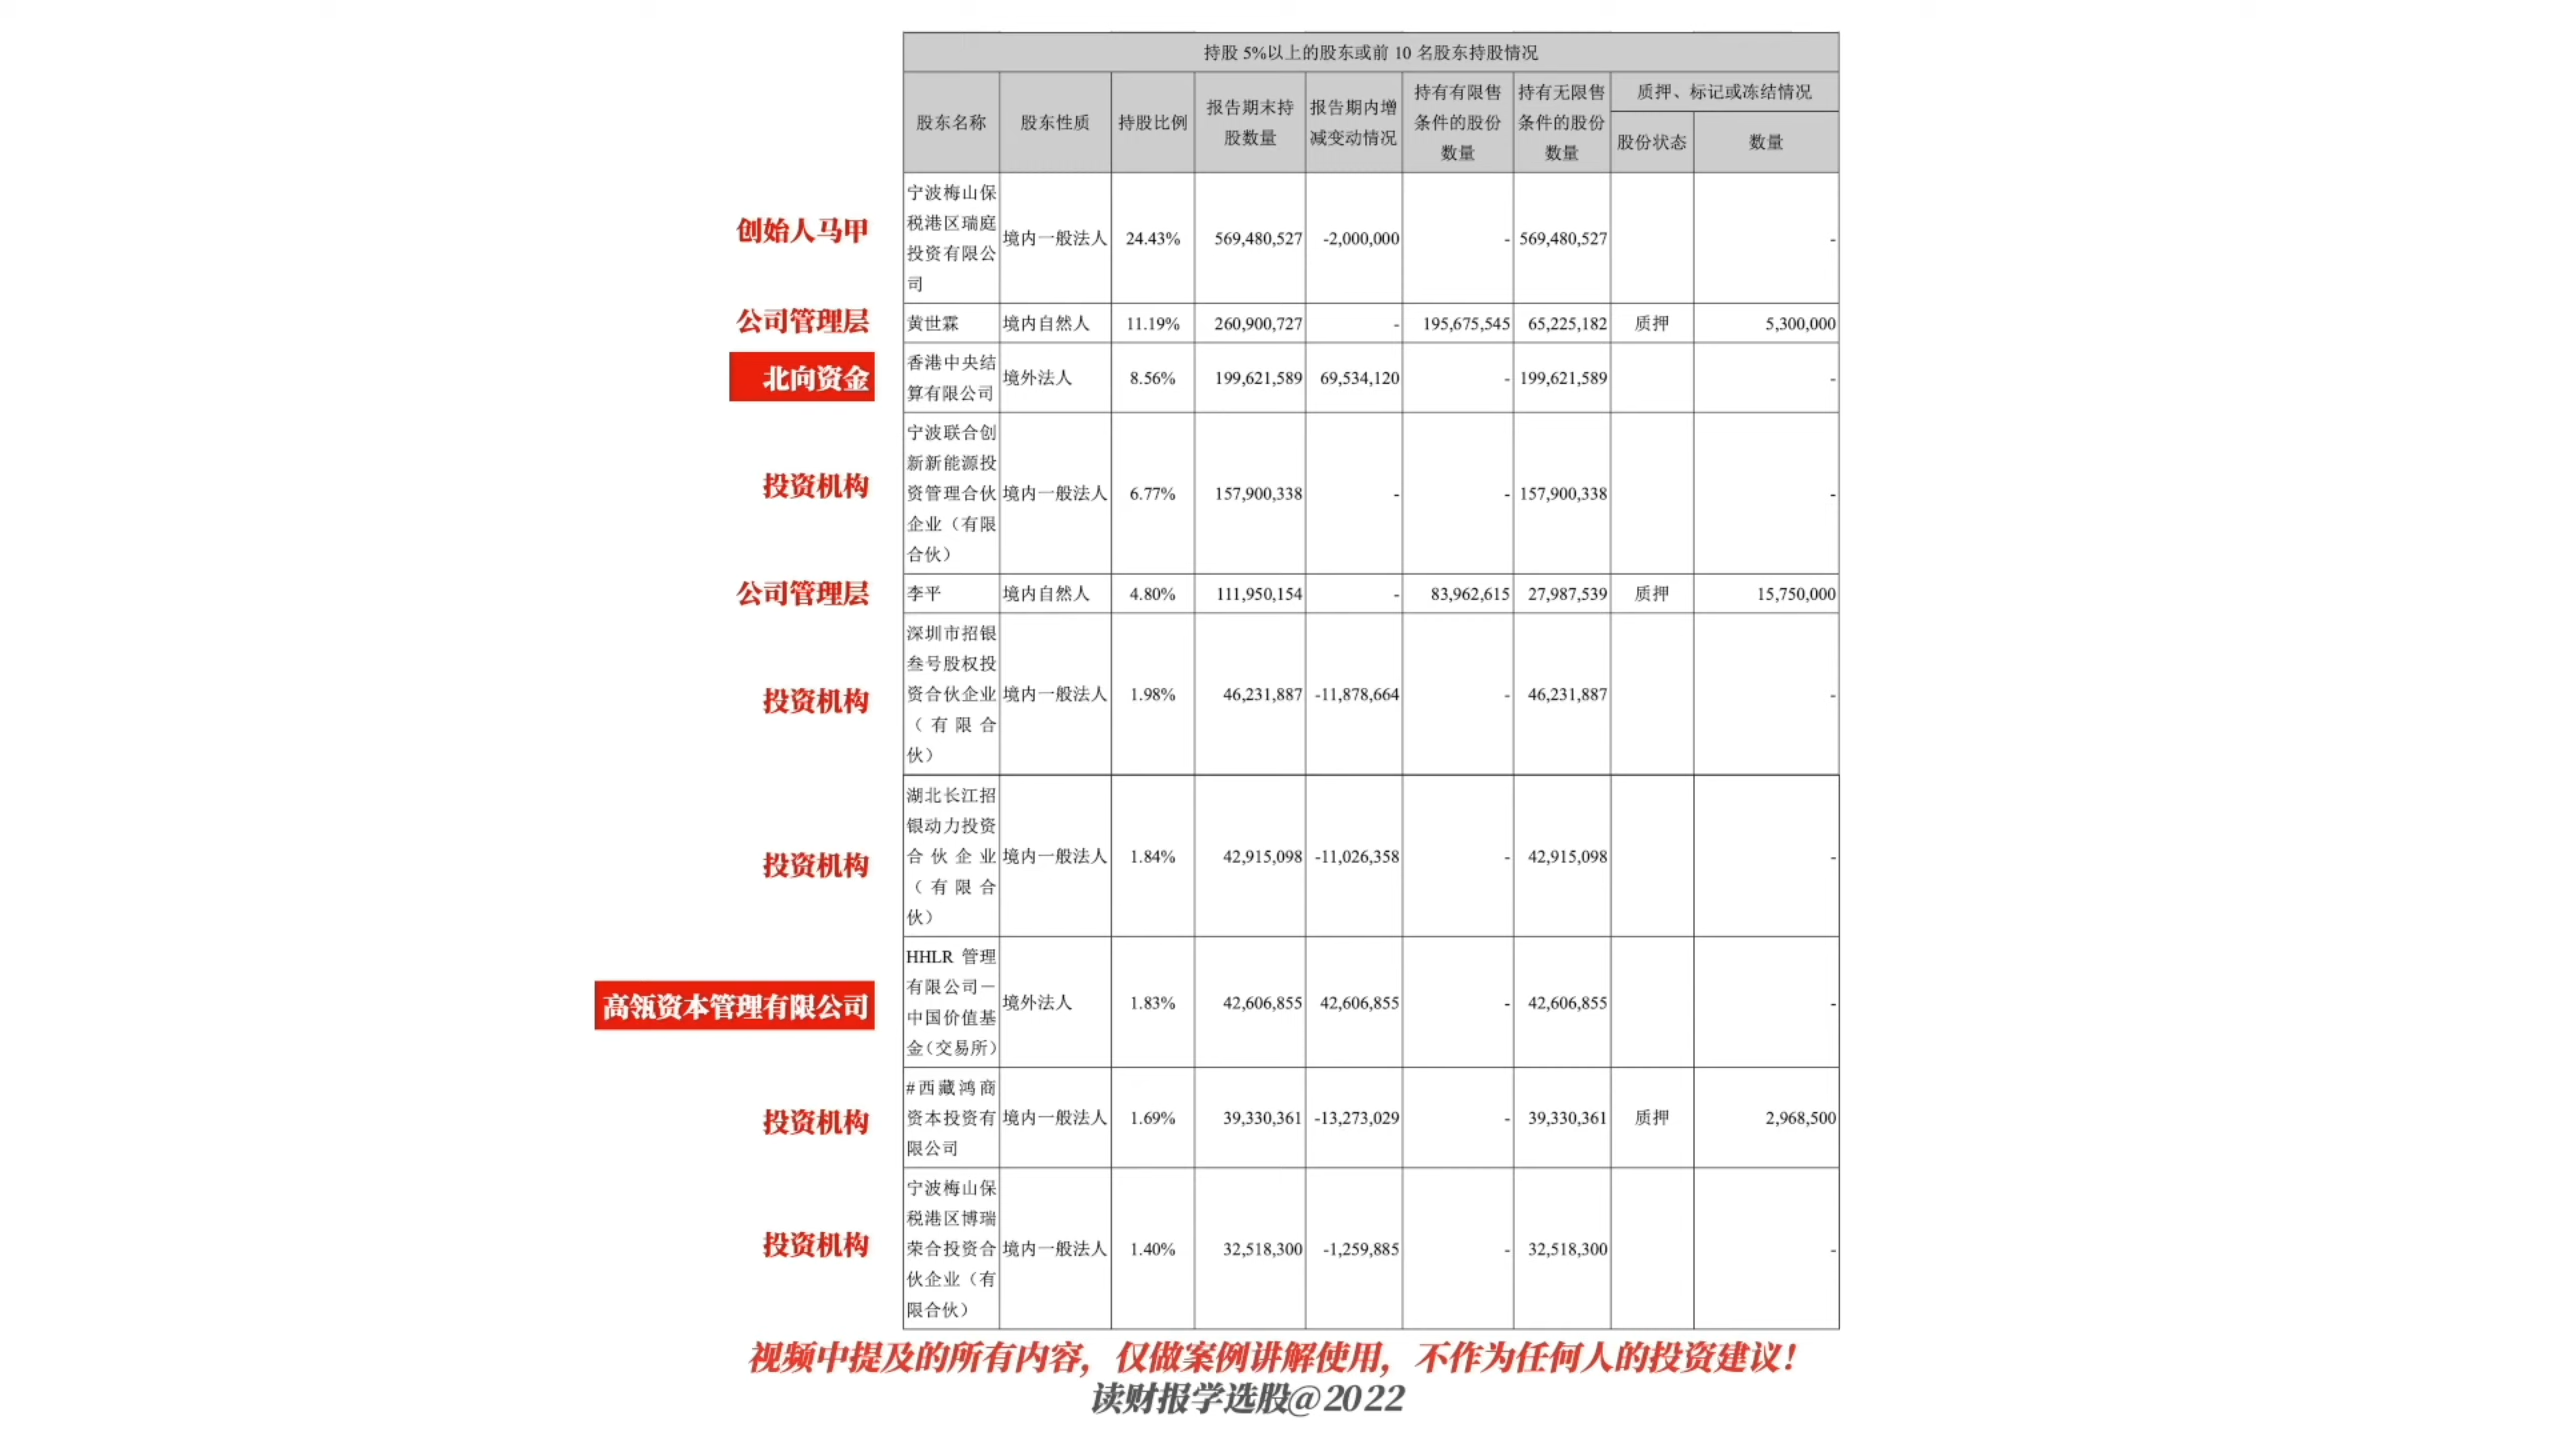 持股 5%以上的股东或前 10 名股东持股情况
股东名称 股东性质 持股比例 报告期末持股数量 报告期内增减变动情况 持有有限售条件的股份数量 持有无限售条件的股份数量 质押、标记或冻结情况
股份状态 数量
创始人马甲 宁波梅山保税港区瑞庭投资有限公司 境内一般法人 24.43% 569,480,527 -2,000,000 - 569,480,527 -
公司管理层 黄世霖 境内自然人 11.19% 260,900,727 - 195,675,545 65,225,182 质押 5,300,000
北向资金 香港中央结算有限公司 境外法人 8.56% 199,621,589 69,534,120 - 199,621,589 -
投资机构 宁波联合创新新能源投资管理合伙企业（有限合伙） 境内一般法人 6.77% 157,900,338 - - 157,900,338 -
公司管理层 李平 境内自然人 4.80% 111,950,154 - 83,962,615 27,987,539 质押 15,750,000
投资机构 深圳市招银叁号股权投资合伙企业（有限合伙） 境内一般法人 1.98% 46,231,887 -11,878,664 - 46,231,887 -
投资机构 湖北长江招银动力投资合伙企业（有限合伙） 境内一般法人 1.84% 42,915,098 -11,026,358 - 42,915,098 -
高瓴资本管理有限公司 HHLR 管理有限公司－中国价值基金（交易所） 境外法人 1.83% 42,606,855 42,606,855 - 42,606,855 -
投资机构 #西藏鸿商资本投资有限公司 境内一般法人 1.69% 39,330,361 -13,273,029 - 39,330,361 质押 2,968,500
投资机构 宁波梅山保税港区博瑞荣合投资合伙企业（有限合伙） 境内一般法人 1.40% 32,518,300 -1,259,885 - 32,518,300 -
视频中提及的所有内容，仅做案例讲解使用，不作为任何人的投资建议！
读财报学选股@2022